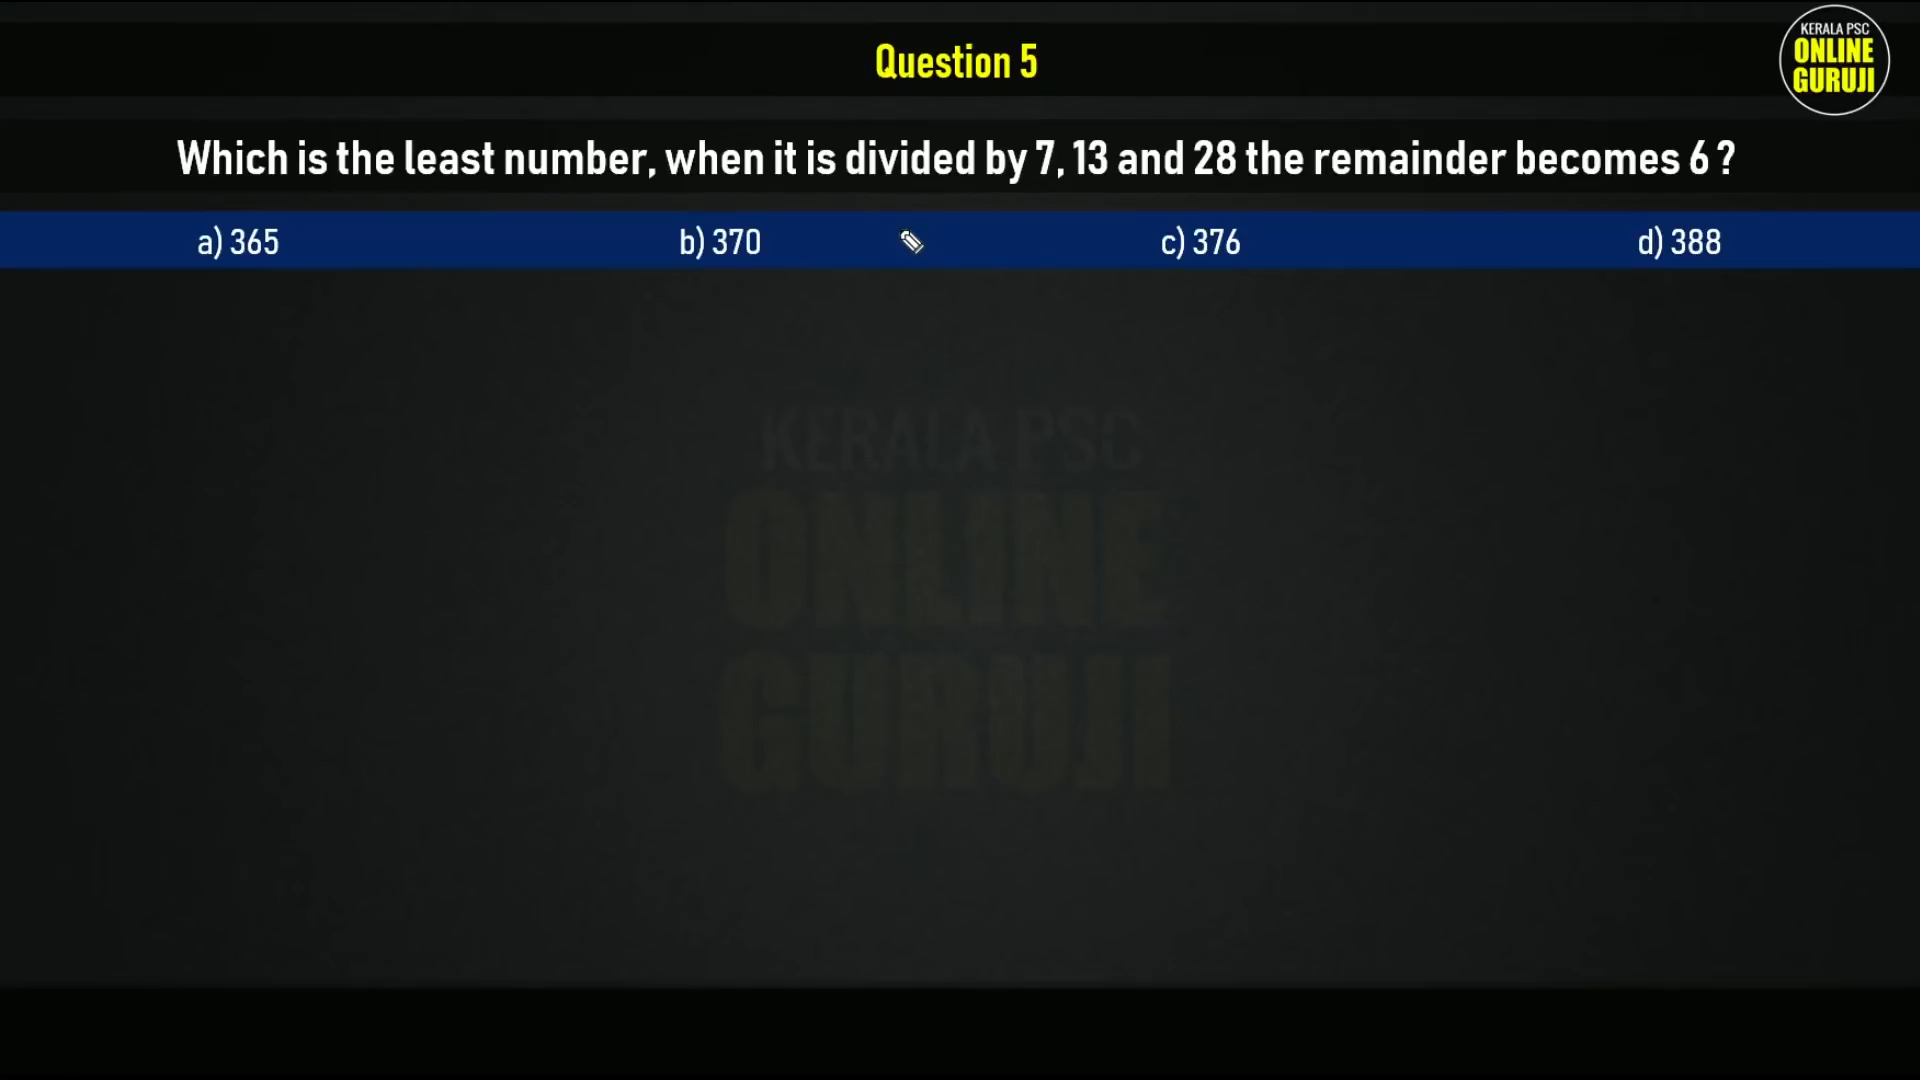 Question 5
KERALA PSC
ONLINE
GURUJI
Which is the least number, when it is divided by 7, 13 and 28 the remainder becomes 6 ?
a) 365 b) 370 c) 376 d) 388
KERALA PSC
ONLINE
GURUJI